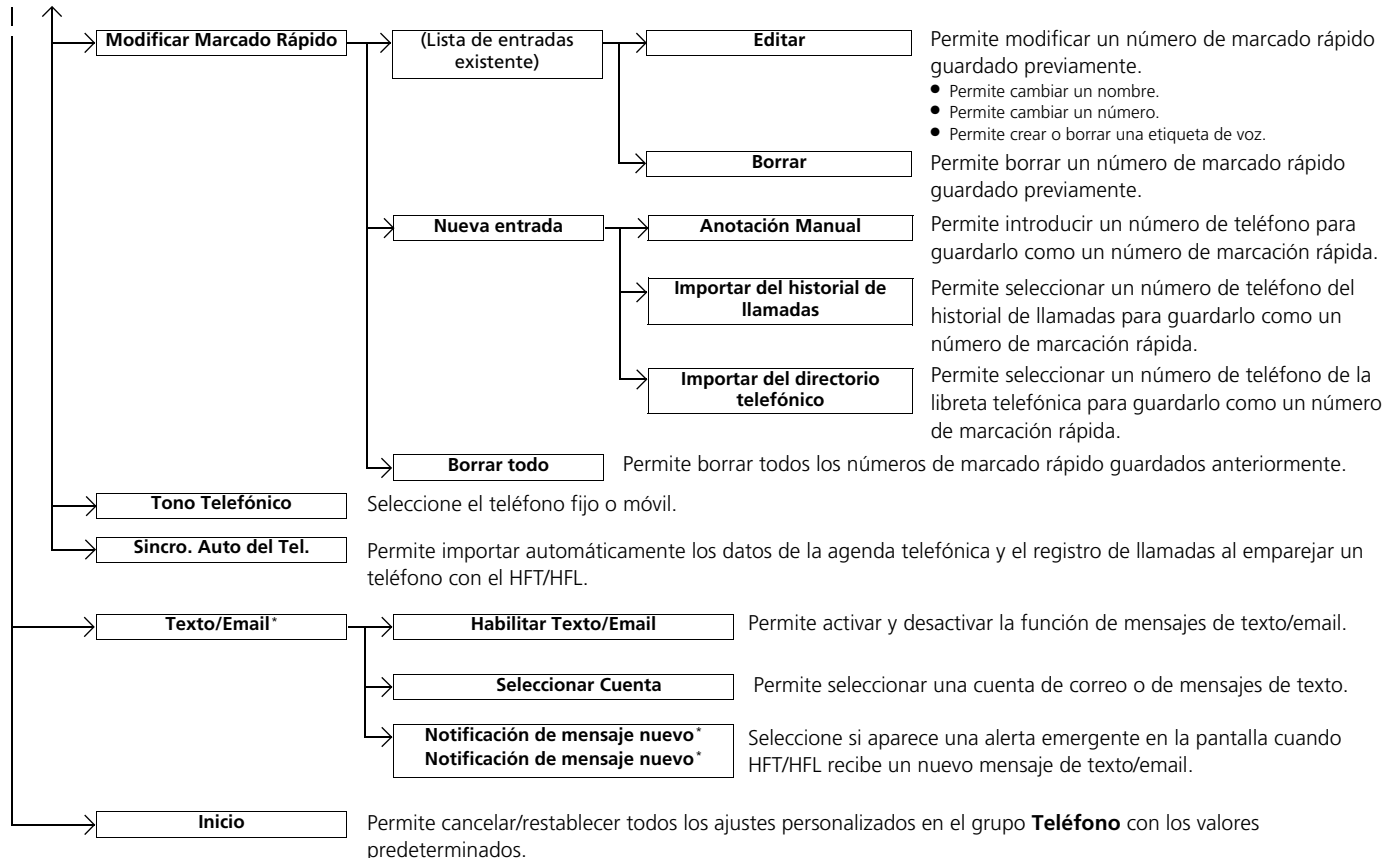 Modificar Marcado Rápido
(Lista de entradas
existente)
Editar
Permite modificar un número de marcado rápido
guardado previamente.
● Permite cambiar un nombre.
● Permite cambiar un número.
● Permite crear o borrar una etiqueta de voz.
Borrar
Permite borrar un número de marcado rápido
guardado previamente.
Nueva entrada
Anotación Manual
Permite introducir un número de teléfono para
guardarlo como un número de marcación rápida.
Importar del historial de
llamadas
Permite seleccionar un número de teléfono del
historial de llamadas para guardarlo como un
número de marcación rápida.
Importar del directorio
telefónico
Permite seleccionar un número de teléfono de la
libreta telefónica para guardarlo como un número
de marcación rápida.
Borrar todo
Permite borrar todos los números de marcado rápido guardados anteriormente.
Tono Telefónico
Seleccione el teléfono fijo o móvil.
Sincro. Auto del Tel.
Permite importar automáticamente los datos de la agenda telefónica y el registro de llamadas al emparejar un
teléfono con el HFT/HFL.
Texto/Email*
Habilitar Texto/Email
Permite activar y desactivar la función de mensajes de texto/email.
Seleccionar Cuenta
Permite seleccionar una cuenta de correo o de mensajes de texto.
Notificación de mensaje nuevo*
Notificación de mensaje nuevo*
Seleccione si aparece una alerta emergente en la pantalla cuando
HFT/HFL recibe un nuevo mensaje de texto/email.
Inicio
Permite cancelar/restablecer todos los ajustes personalizados en el grupo Teléfono con los valores
predeterminados.